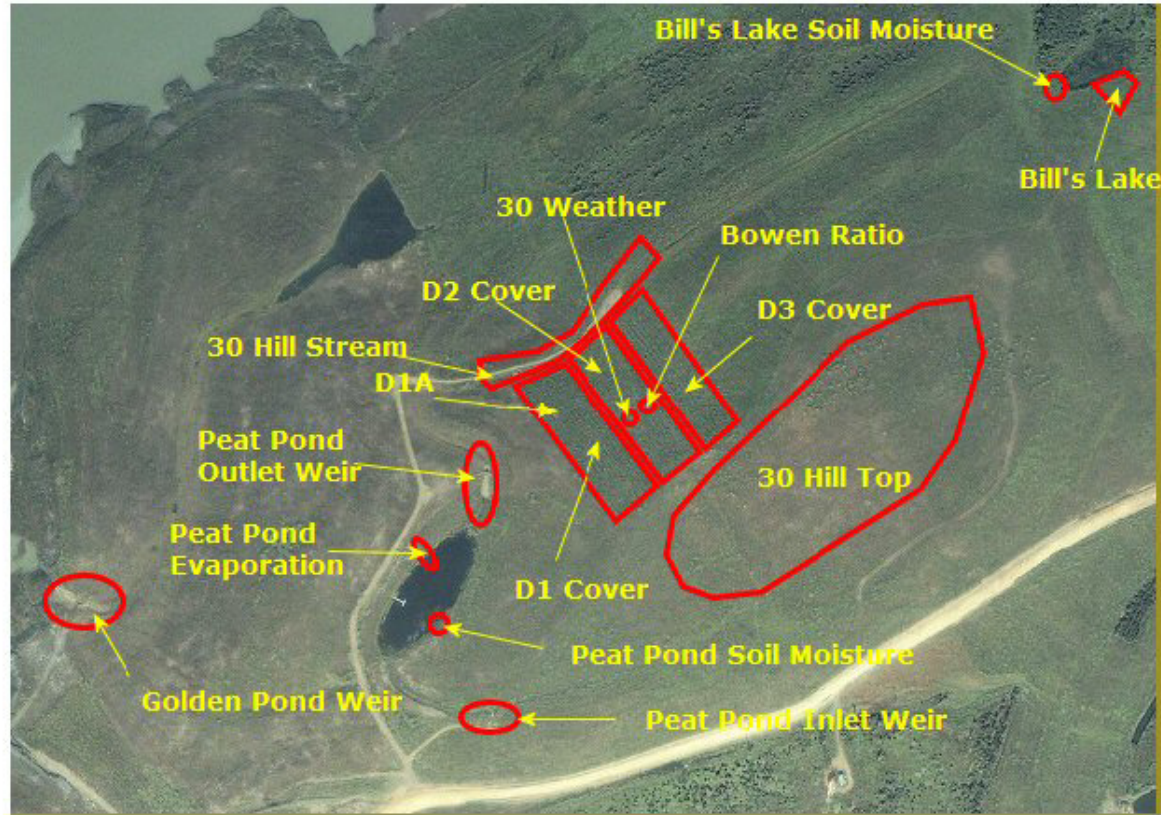 Bill's Lake Soil Moisture
Bill's Lake
30 Weather
Bowen Ratio
D2 Cover
D3 Cover
30 Hill Stream
D1A
Peat Pond
Outlet Weir
30 Hill Top
Peat Pond
Evaporation
D1 Cover
Peat Pond Soil Moisture
Golden Pond Weir
Peat Pond Inlet Weir